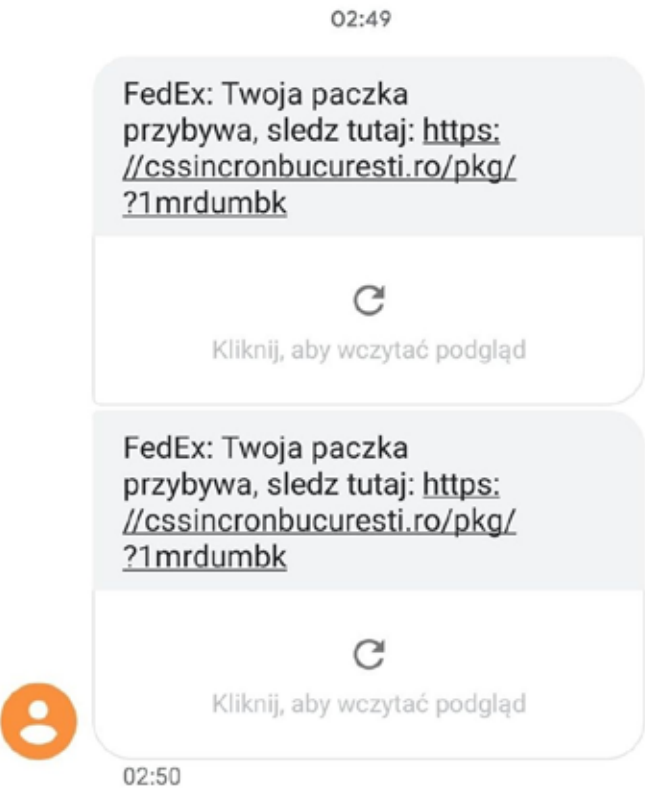 02:49
FedEx: Twoja paczka
przybywa, sledz tutaj: https:
//cssincronbucuresti.ro/pkg/
?1mrdumbk
Kliknij, aby wczytać podgląd
FedEx: Twoja paczka
przybywa, sledz tutaj: https:
//cssincronbucuresti.ro/pkg/
?1mrdumbk
Kliknij, aby wczytać podgląd
02:50